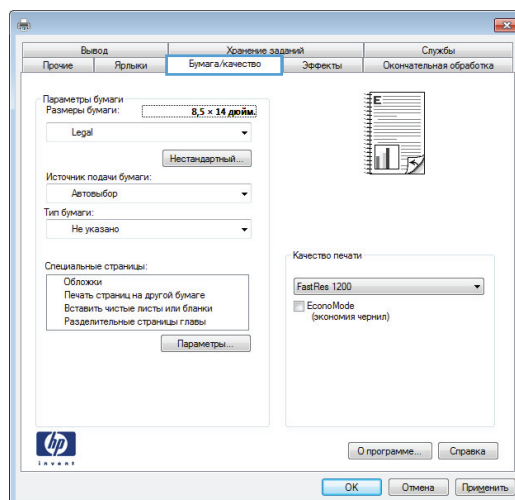 Вывод
Хранение заданий
Службы
Прочие
Ярлыки
Бумага/качество
Эффекты
Окончательная обработка
Параметры бумаги
Размеры бумаги:
8,5 × 14 дюйм.
Legal
Нестандартный...
Источник подачи бумаги:
Автовыбор
Тип бумаги:
Не указано
Специальные страницы:
Обложки
Печать страниц на другой бумаге
Вставить чистые листы или бланки
Разделительные страницы главы
Параметры...
E
Качество печати
FastRes 1200
EconoMode
(экономия чернил)
hp
invent
О программе...
Справка
OK
Отмена
Применить